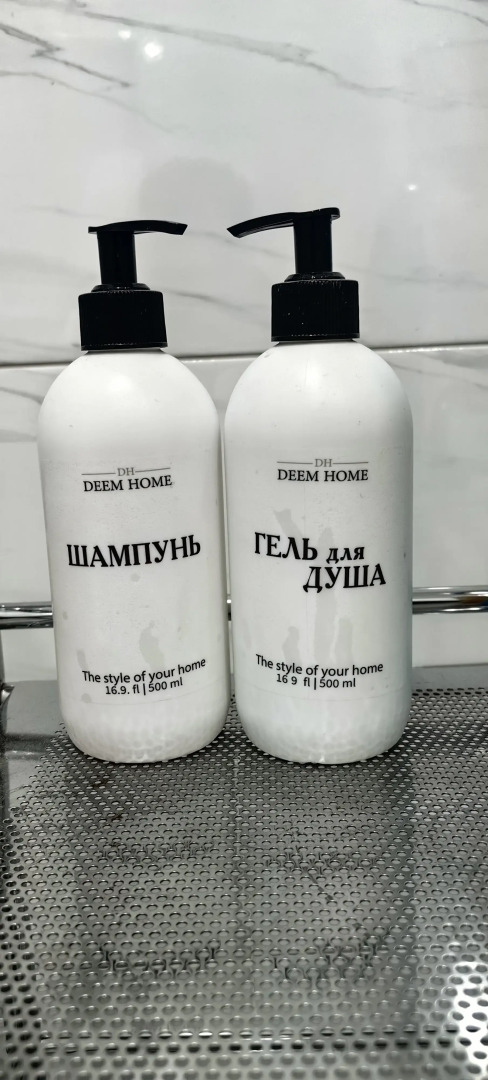 DH
DEEM HOME
ШАМПУНЬ
The style of your home
16.9. fl | 500 ml
DH
DEEM HOME
ГЕЛЬ для
ДУША
The style of your home
16 9 fl | 500 ml